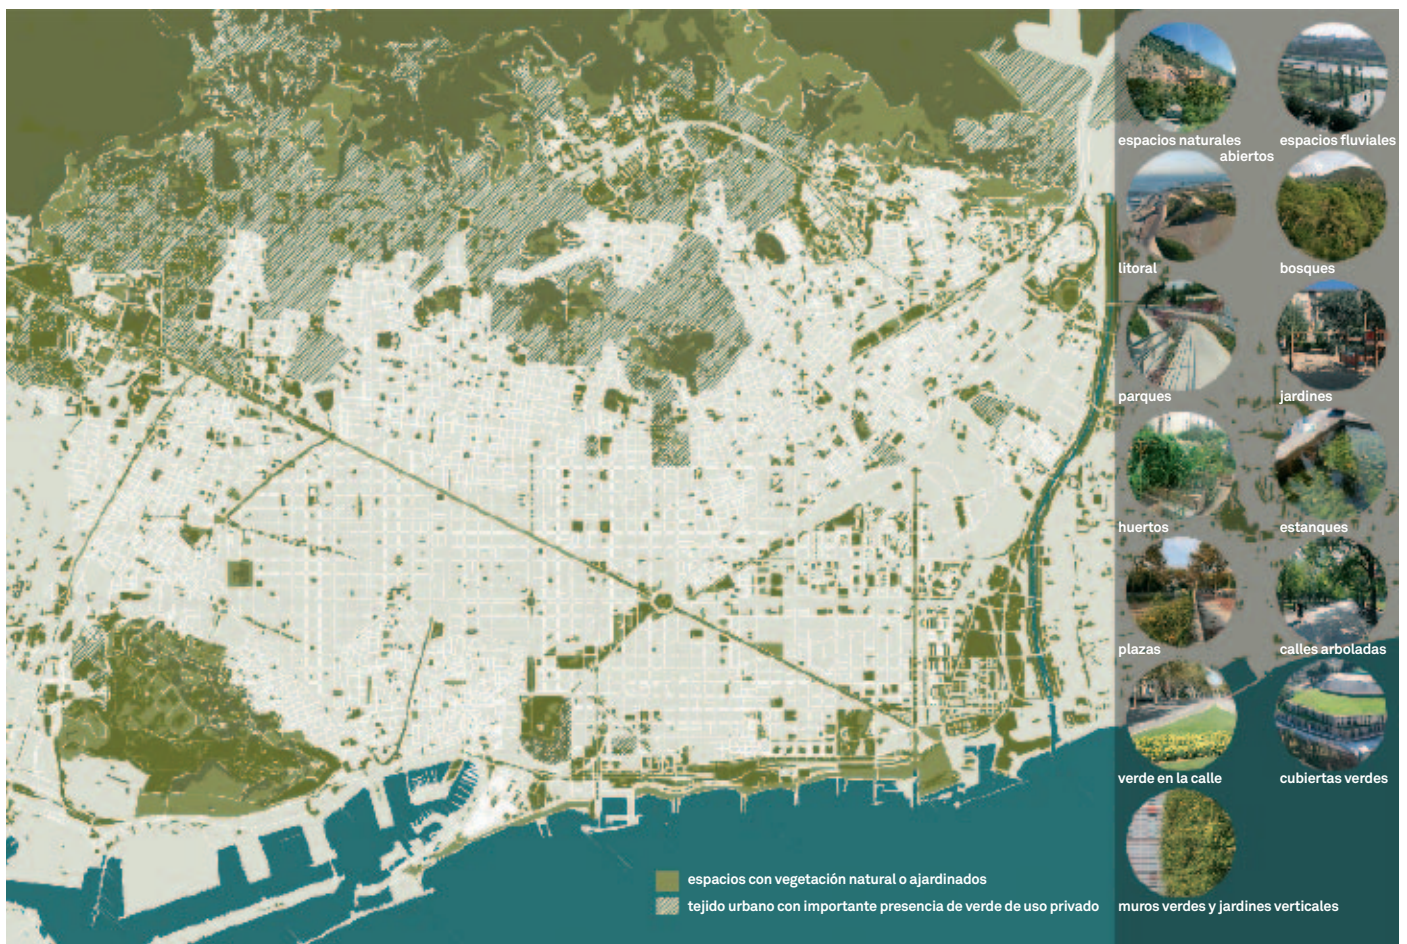 espacios naturales
abiertos
espacios fluviales
litoral
bosques
parques
jardines
huertos
estanques
plazas
calles arboladas
verde en la calle
cubiertas verdes
muros verdes y jardines verticales
espacios con vegetación natural o ajardinados
tejido urbano con importante presencia de verde de uso privado